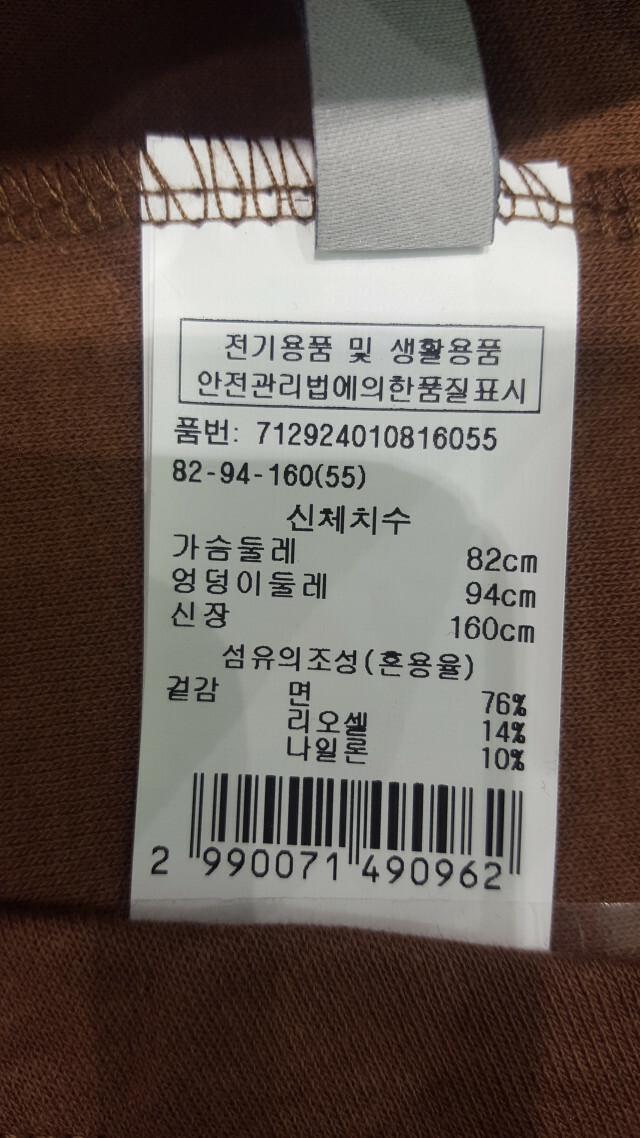 전기용품 및 생활용품
안전관리법에의한품질표시
품번: 712924010816055
82-94-160(55)
신체치수
가슴둘레 82cm
엉덩이둘레 94cm
신장 160cm
섬유의조성(혼용율)
겉감 면 76%
리오셀 14%
나일론 10%
2 990071 490962